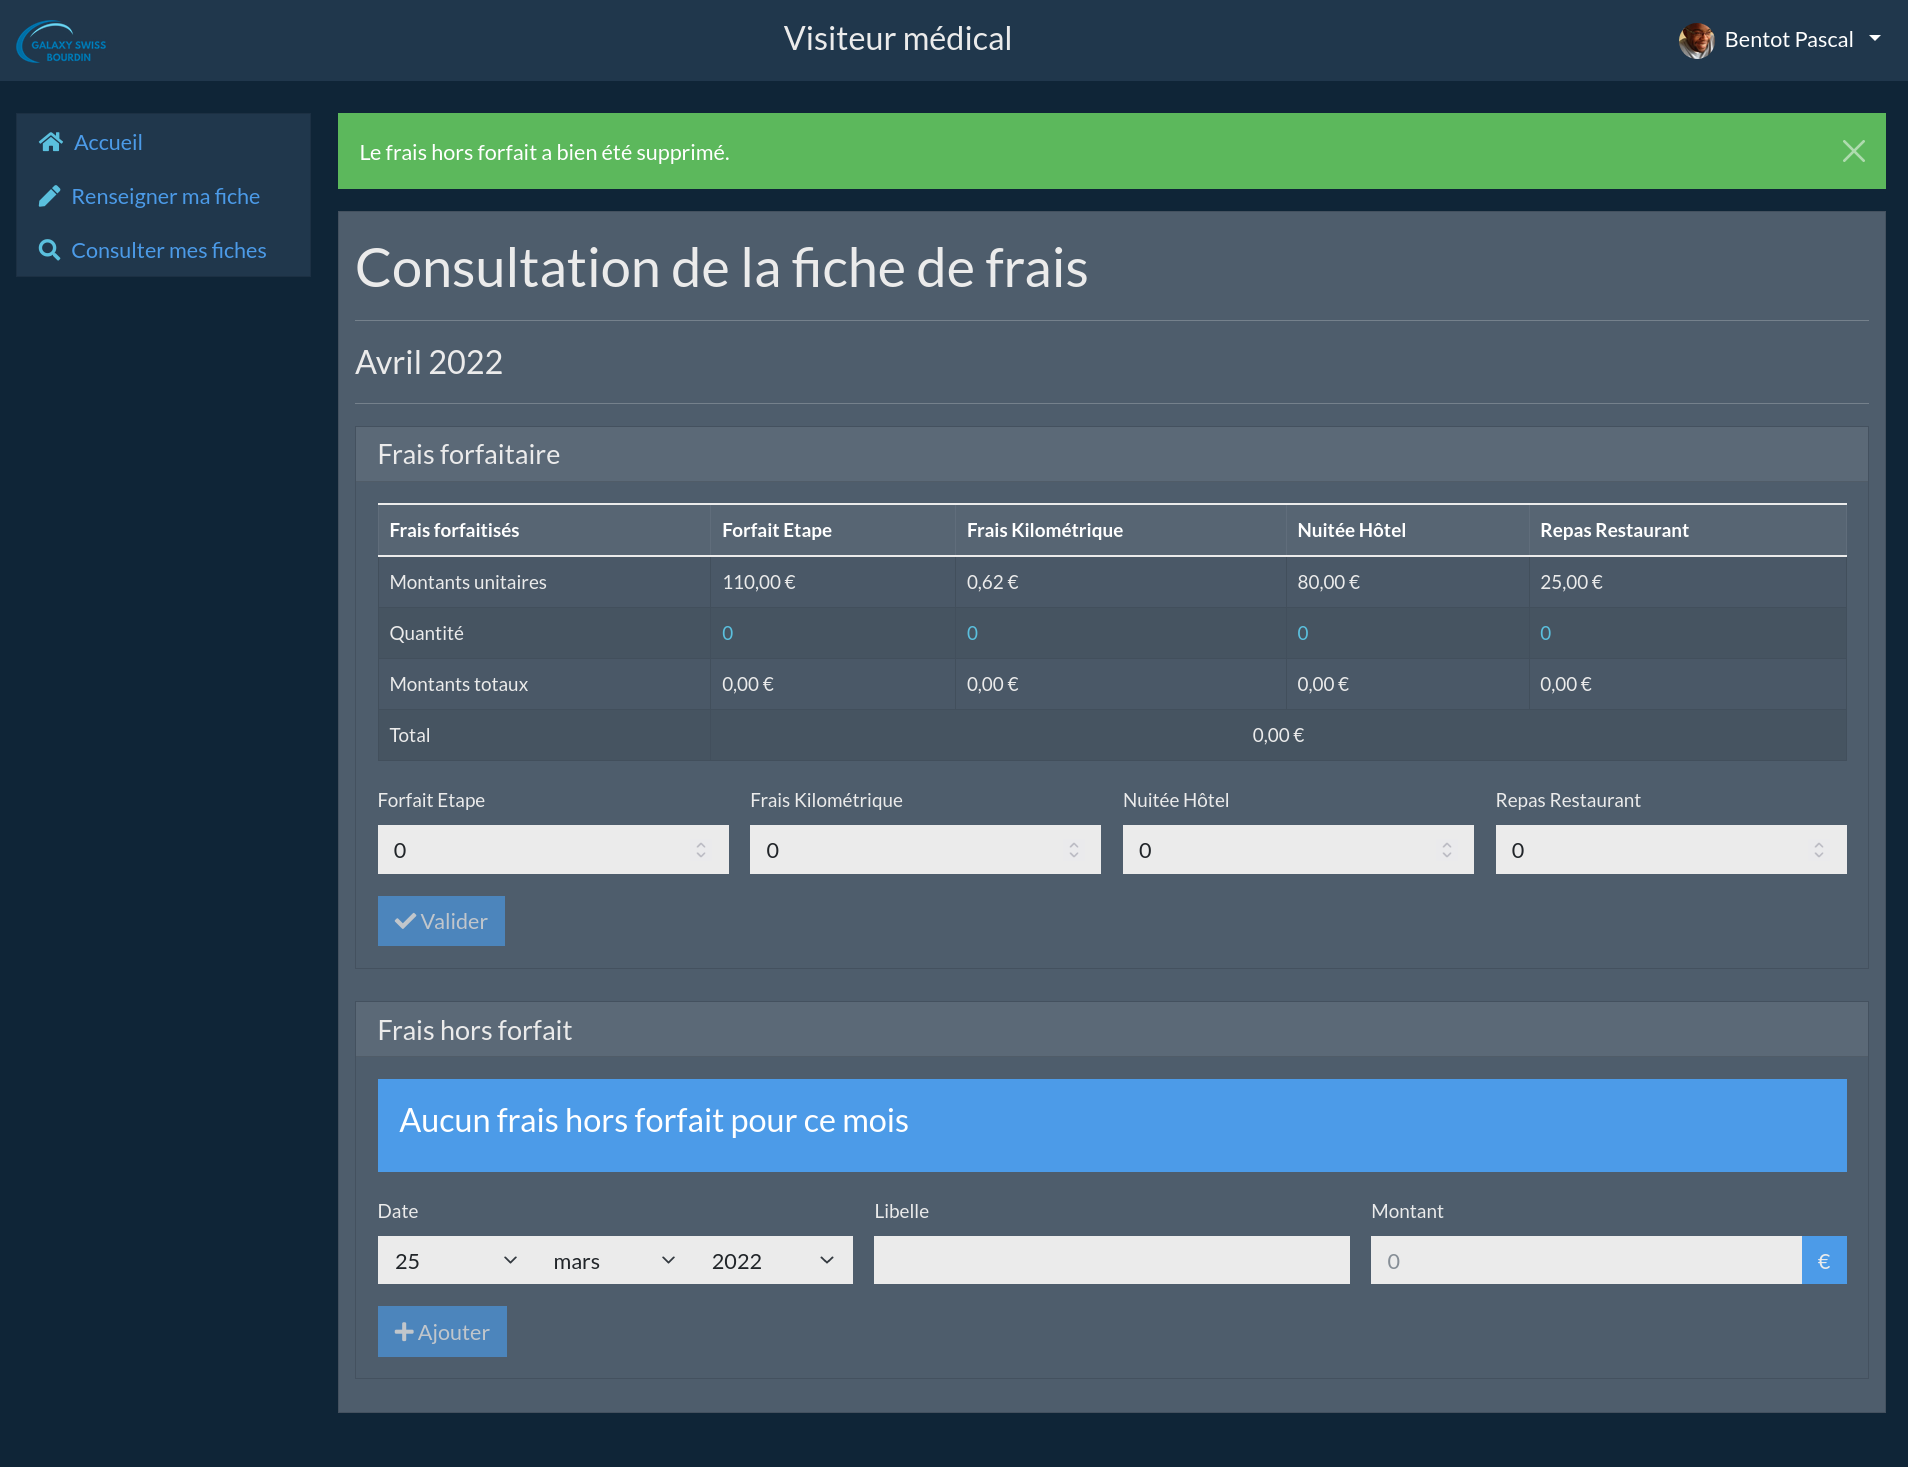 GALAXY SWISS
BOURDIN
Visiteur médical
Bentot Pascal
Accueil
Renseigner ma fiche
Consulter mes fiches
Le frais hors forfait a bien été supprimé.
Consultation de la fiche de frais
Avril 2022
Frais forfaitaire
Frais forfaitisés Forfait Etape Frais Kilométrique Nuitée Hôtel Repas Restaurant
Montants unitaires 110,00 € 0,62 € 80,00 € 25,00 €
Quantité 0 0 0 0
Montants totaux 0,00 € 0,00 € 0,00 € 0,00 €
Total 0,00 €
Forfait Etape Frais Kilométrique Nuitée Hôtel Repas Restaurant
0 0 0 0
Valider
Frais hors forfait
Aucun frais hors forfait pour ce mois
Date Libelle Montant
25 mars 2022 0 €
Ajouter